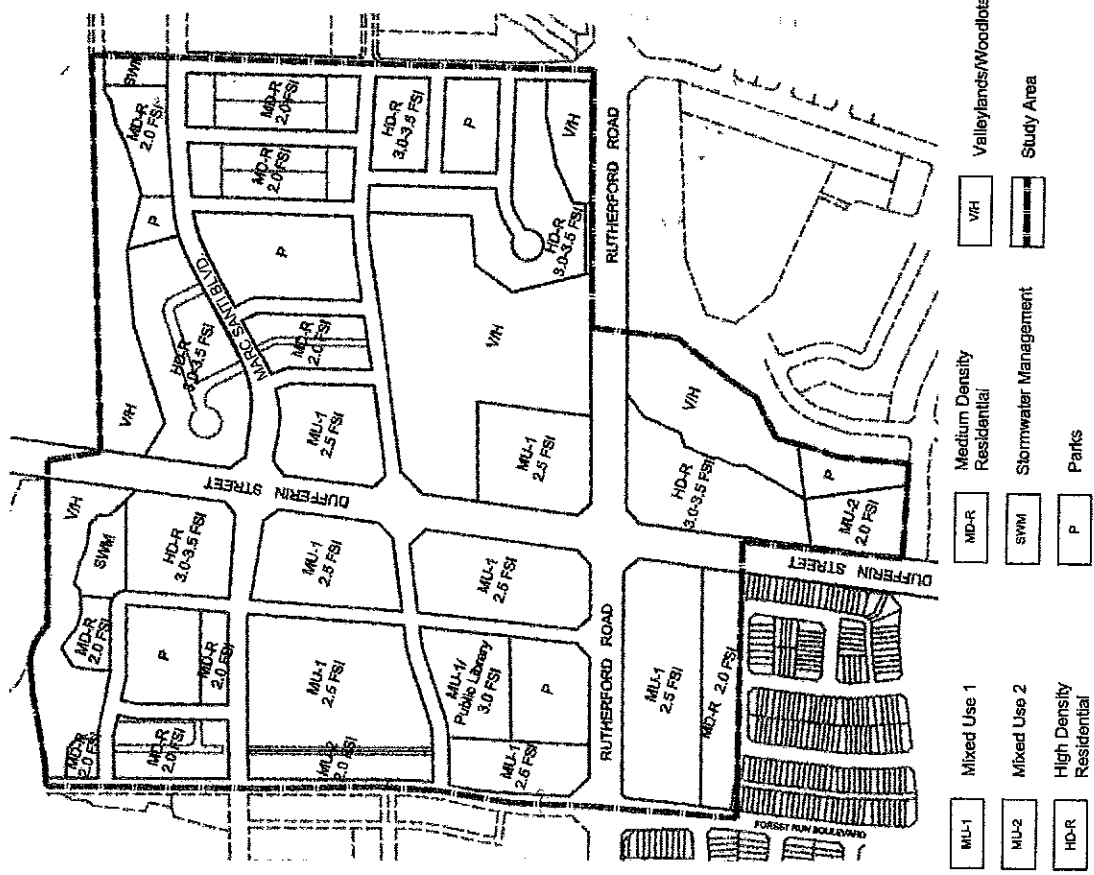 V/H
SWM
HD-R
3.0-3.5 FSI
MD-R
2.0 FSI
P
MD-R
2.0 FSI
MD-R
2.0 FSI
MD-R
2.0 FSI
MU-1
2.5 FSI
MU-1
2.5 FSI
MU-2
2.0 FSI
MU-1
2.5 FSI
MU-1/
Public Library
3.0 FSI
P
MU-1
2.5 FSI
DUFFERIN STREET
V/H
HD-R
3.0-3.5 FSI
P
MD-R
2.0 FSI
SWM
MARC SANTI BLVD.
MU-1
2.5 FSI
MD-R
2.0 FSI
P
MD-R
2.0 FSI
MD-R
2.0 FSI
HD-R
3.0-3.5 FSI
P
V/H
V/H
HD-R
3.0-3.5 FSI
MU-1
2.5 FSI
RUTHERFORD ROAD
RUTHERFORD ROAD
MU-1
2.5 FSI
MD-R 2.0 FSI
HD-R
3.0-3.5 FSI
V/H
P
MU-2
2.0 FSI
DUFFERIN STREET
FOREST RUN BOULEVARD
MU-1
Mixed Use 1
MU-2
Mixed Use 2
HD-R
High Density
Residential
MD-R
Medium Density
Residential
SWM
Stormwater Management
P
Parks
V/H
Valleylands/Woodlots
Study Area